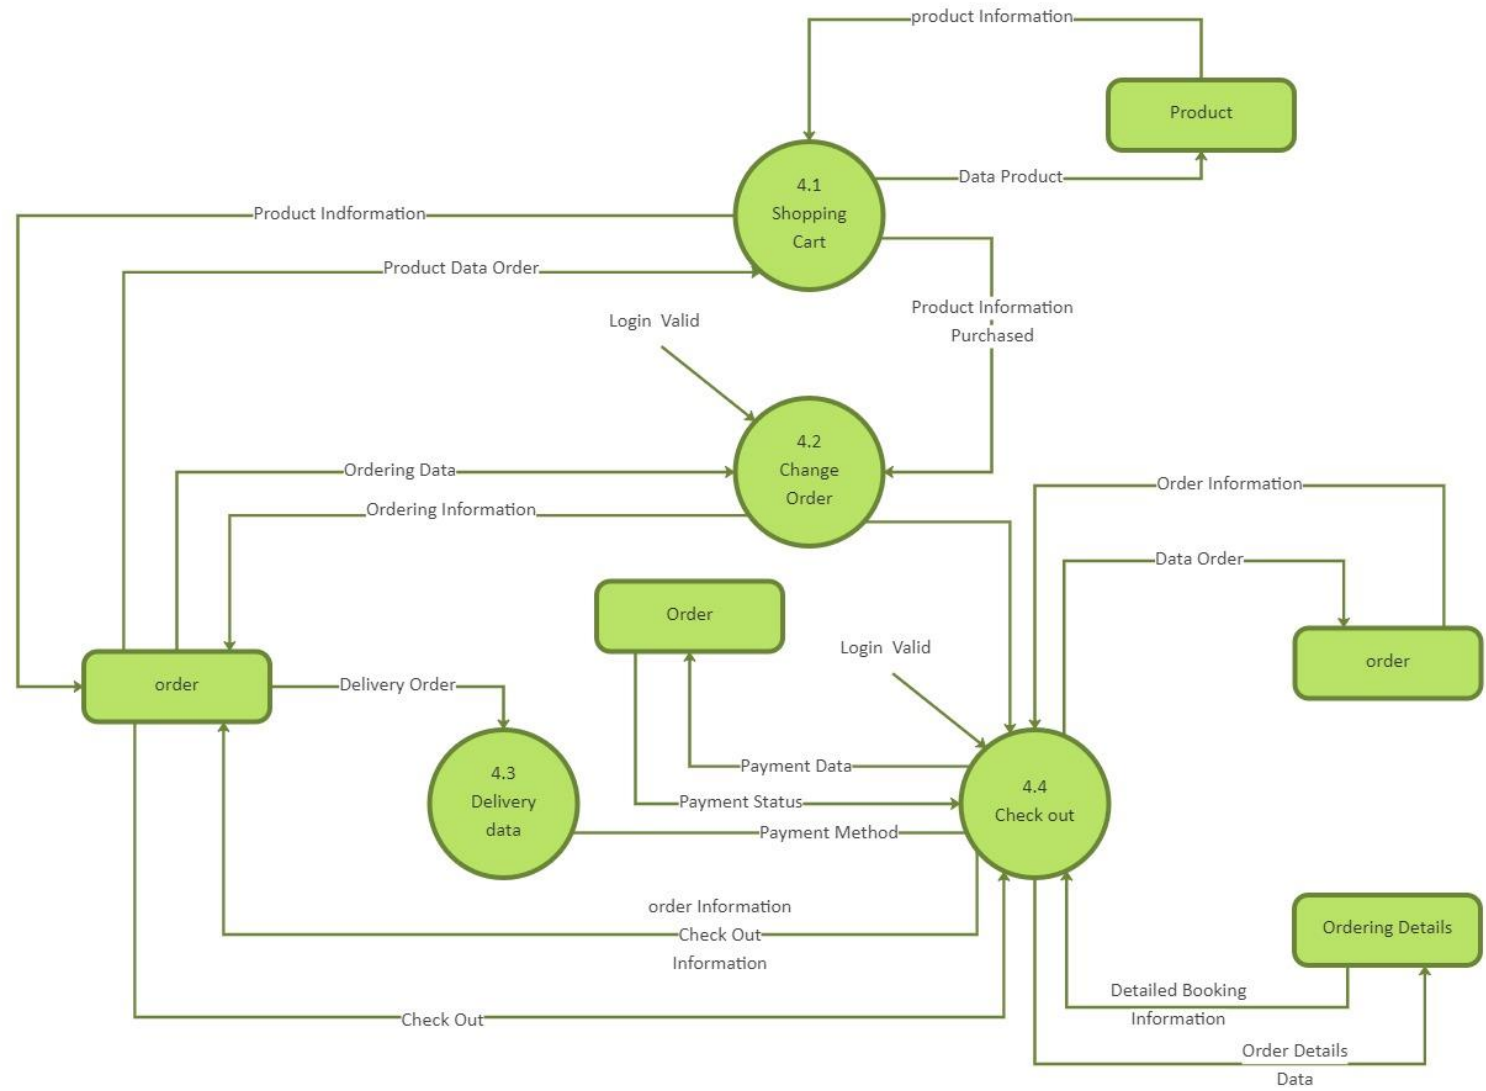 product Information
Product
4.1
Shopping
Cart
Data Product
Product Indformation
Product Data Order
Product Information
Purchased
Login Valid
4.2
Change
Order
Ordering Data
Ordering Information
Order Information
Data Order
Order
Login Valid
order
order
Delivery Order
4.3
Delivery
data
Payment Data
Payment Status
Payment Method
4.4
Check out
order Information
Check Out
Information
Ordering Details
Detailed Booking
Information
Check Out
Order Details
Data